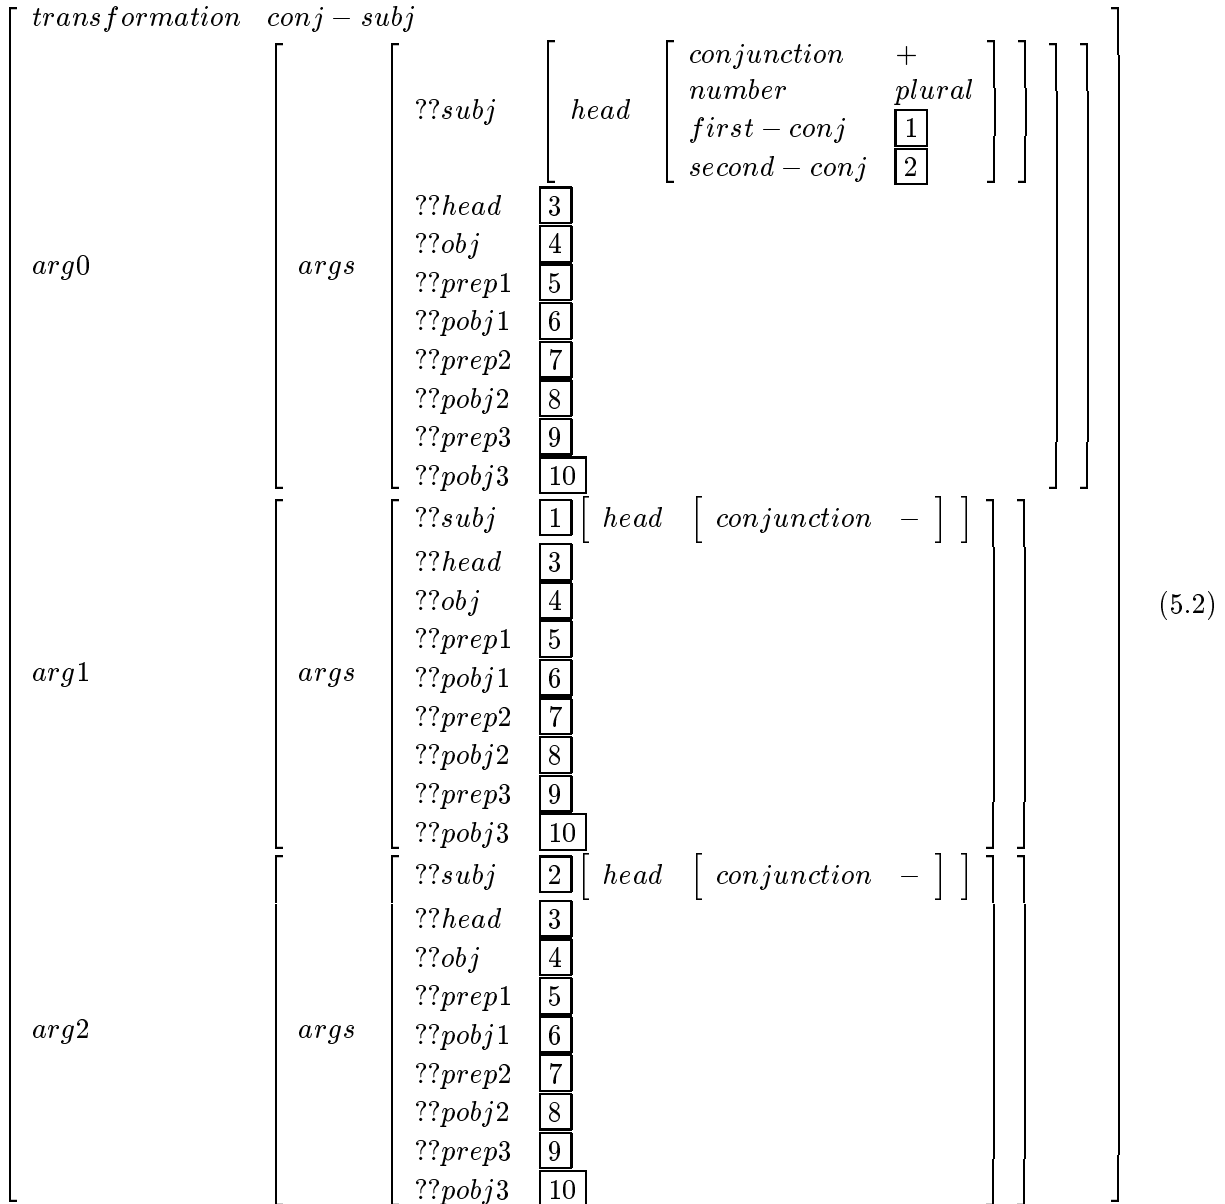 transformation conj − subj
conjunction +
number plural
??subj head
first − conj 1
second − conj 2
??head 3
??obj 4
arg0 args
??prep1 5
??pobj1 6
??prep2 7
??pobj2 8
??prep3 9
??pobj3 10
??subj 1 head conjunction −
??head 3
??obj 4
(5.2)
??prep1 5
arg1 args ??pobj1 6
??prep2 7
??pobj2 8
??prep3 9
??pobj3 10
??subj 2 head conjunction −
??head 3
??obj 4
??prep1 5
arg2 args ??pobj1 6
??prep2 7
??pobj2 8
??prep3 9
??pobj3 10